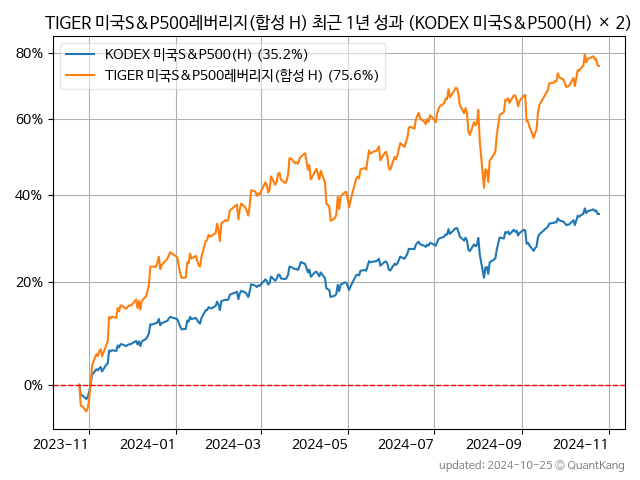 TIGER 미국S&P500레버리지(합성 H) 최근 1년 성과 (KODEX 미국S&P500(H) × 2)
KODEX 미국S&P500(H) (35.2%)
TIGER 미국S&P500레버리지(합성 H) (75.6%)
80%
60%
40%
20%
0%
2023-11 2024-01 2024-03 2024-05 2024-07 2024-09 2024-11
updated: 2024-10-25 © QuantKang